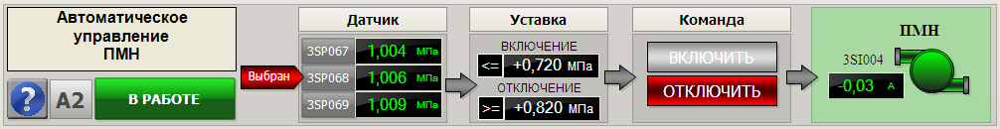 Автоматическое
управление
ПМН
?
A2
В РАБОТЕ
Выбран
Датчик
3SP067 1,004 МПа
3SP068 1,006 МПа
3SP069 1,009 МПа
Уставка
ВКЛЮЧЕНИЕ
<= +0,720 МПа
ОТКЛЮЧЕНИЕ
>= +0,820 МПа
Команда
ВКЛЮЧИТЬ
ОТКЛЮЧИТЬ
ПМН
3SI004
-0,03 А